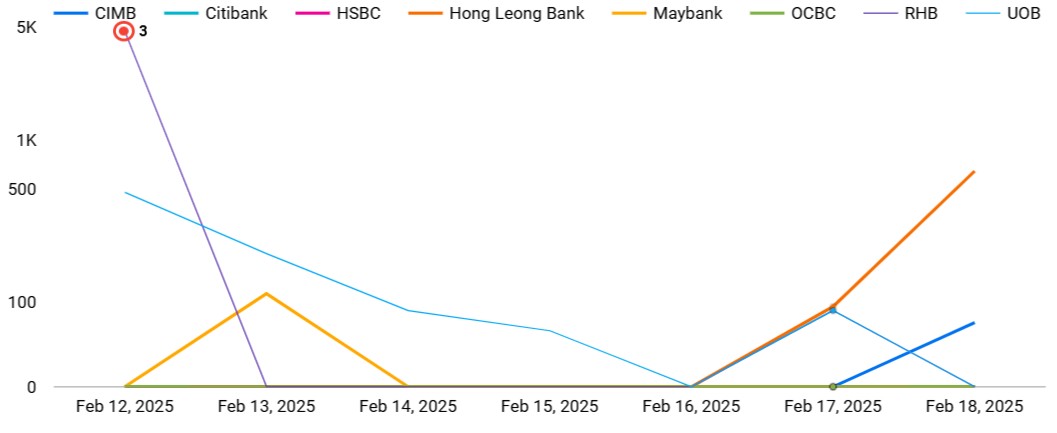 CIMB Citibank HSBC Hong Leong Bank Maybank OCBC RHB UOB
5K
3
1K
500
100
0
Feb 12, 2025 Feb 13, 2025 Feb 14, 2025 Feb 15, 2025 Feb 16, 2025 Feb 17, 2025 Feb 18, 2025